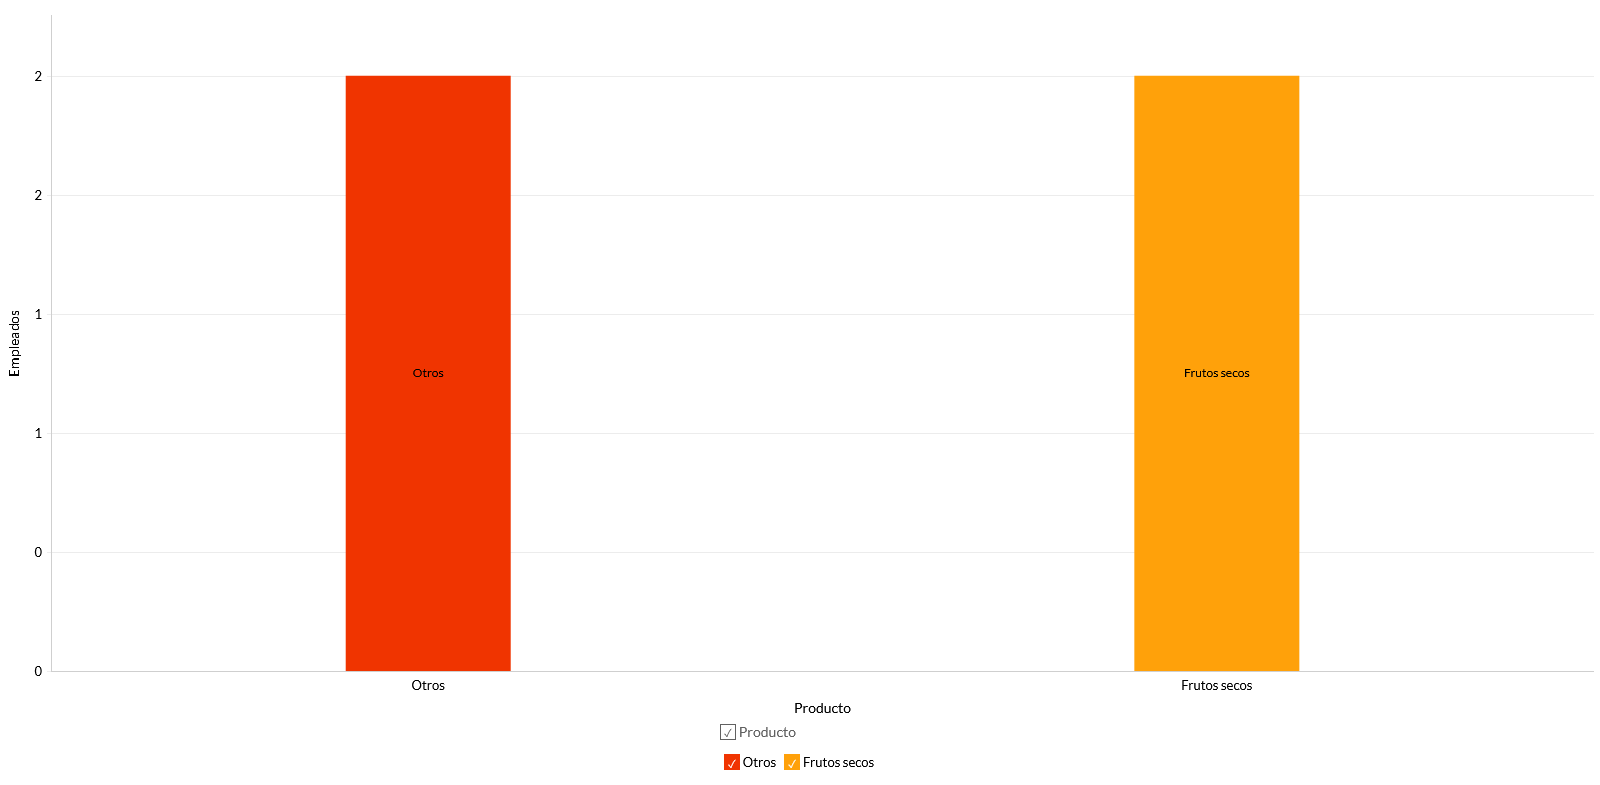 2
2
1
1
0
0
Empleados
Otros
Frutos secos
Otros
Frutos secos
Producto
Producto
Otros Frutos secos